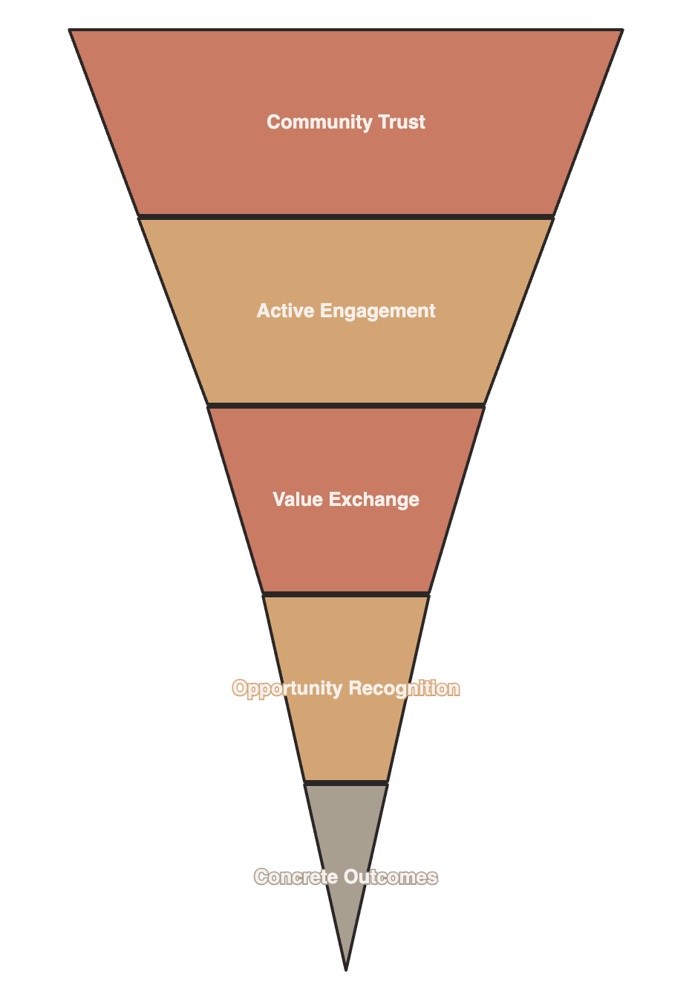 Community Trust
Active Engagement
Value Exchange
Opportunity Recognition
Concrete Outcomes